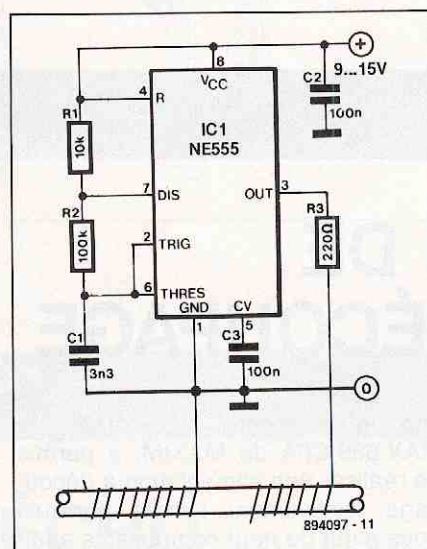 +
9...15V
8
VCC
4
R
C2
100n
R1
10k
IC1
NE555
7
DIS
OUT
3
R2
100k
R3
220Ω
2
TRIG
6
THRES
GND
CV
1
5
C1
3n3
C3
100n
0
894097 - 11